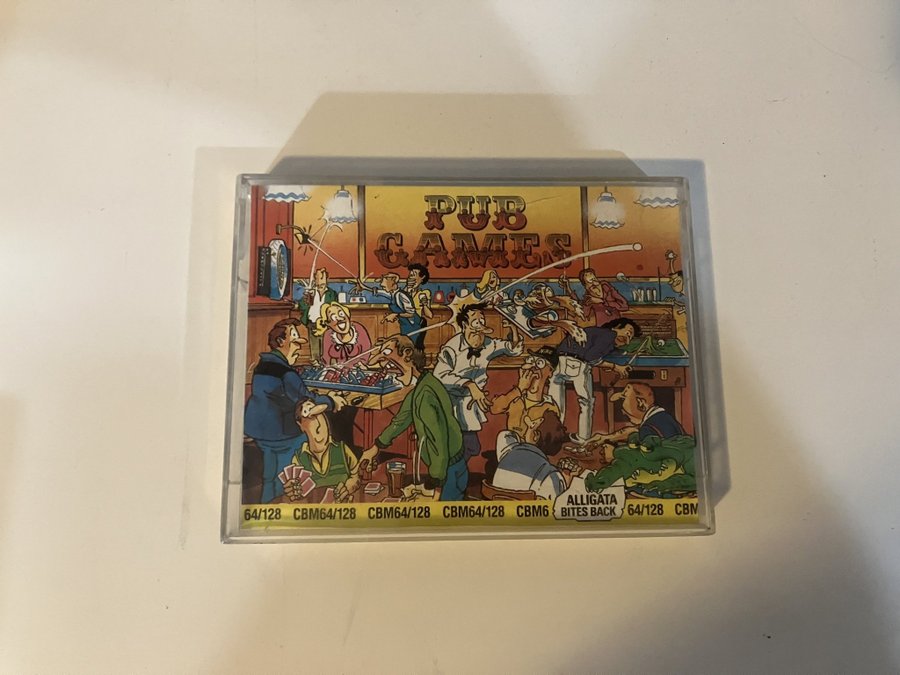 PUB
GAMES
64/128 CBM64/128 CBM64/128 CBM64/128 CBM6
ALLIGATA
BITES BACK
64/128 CBM